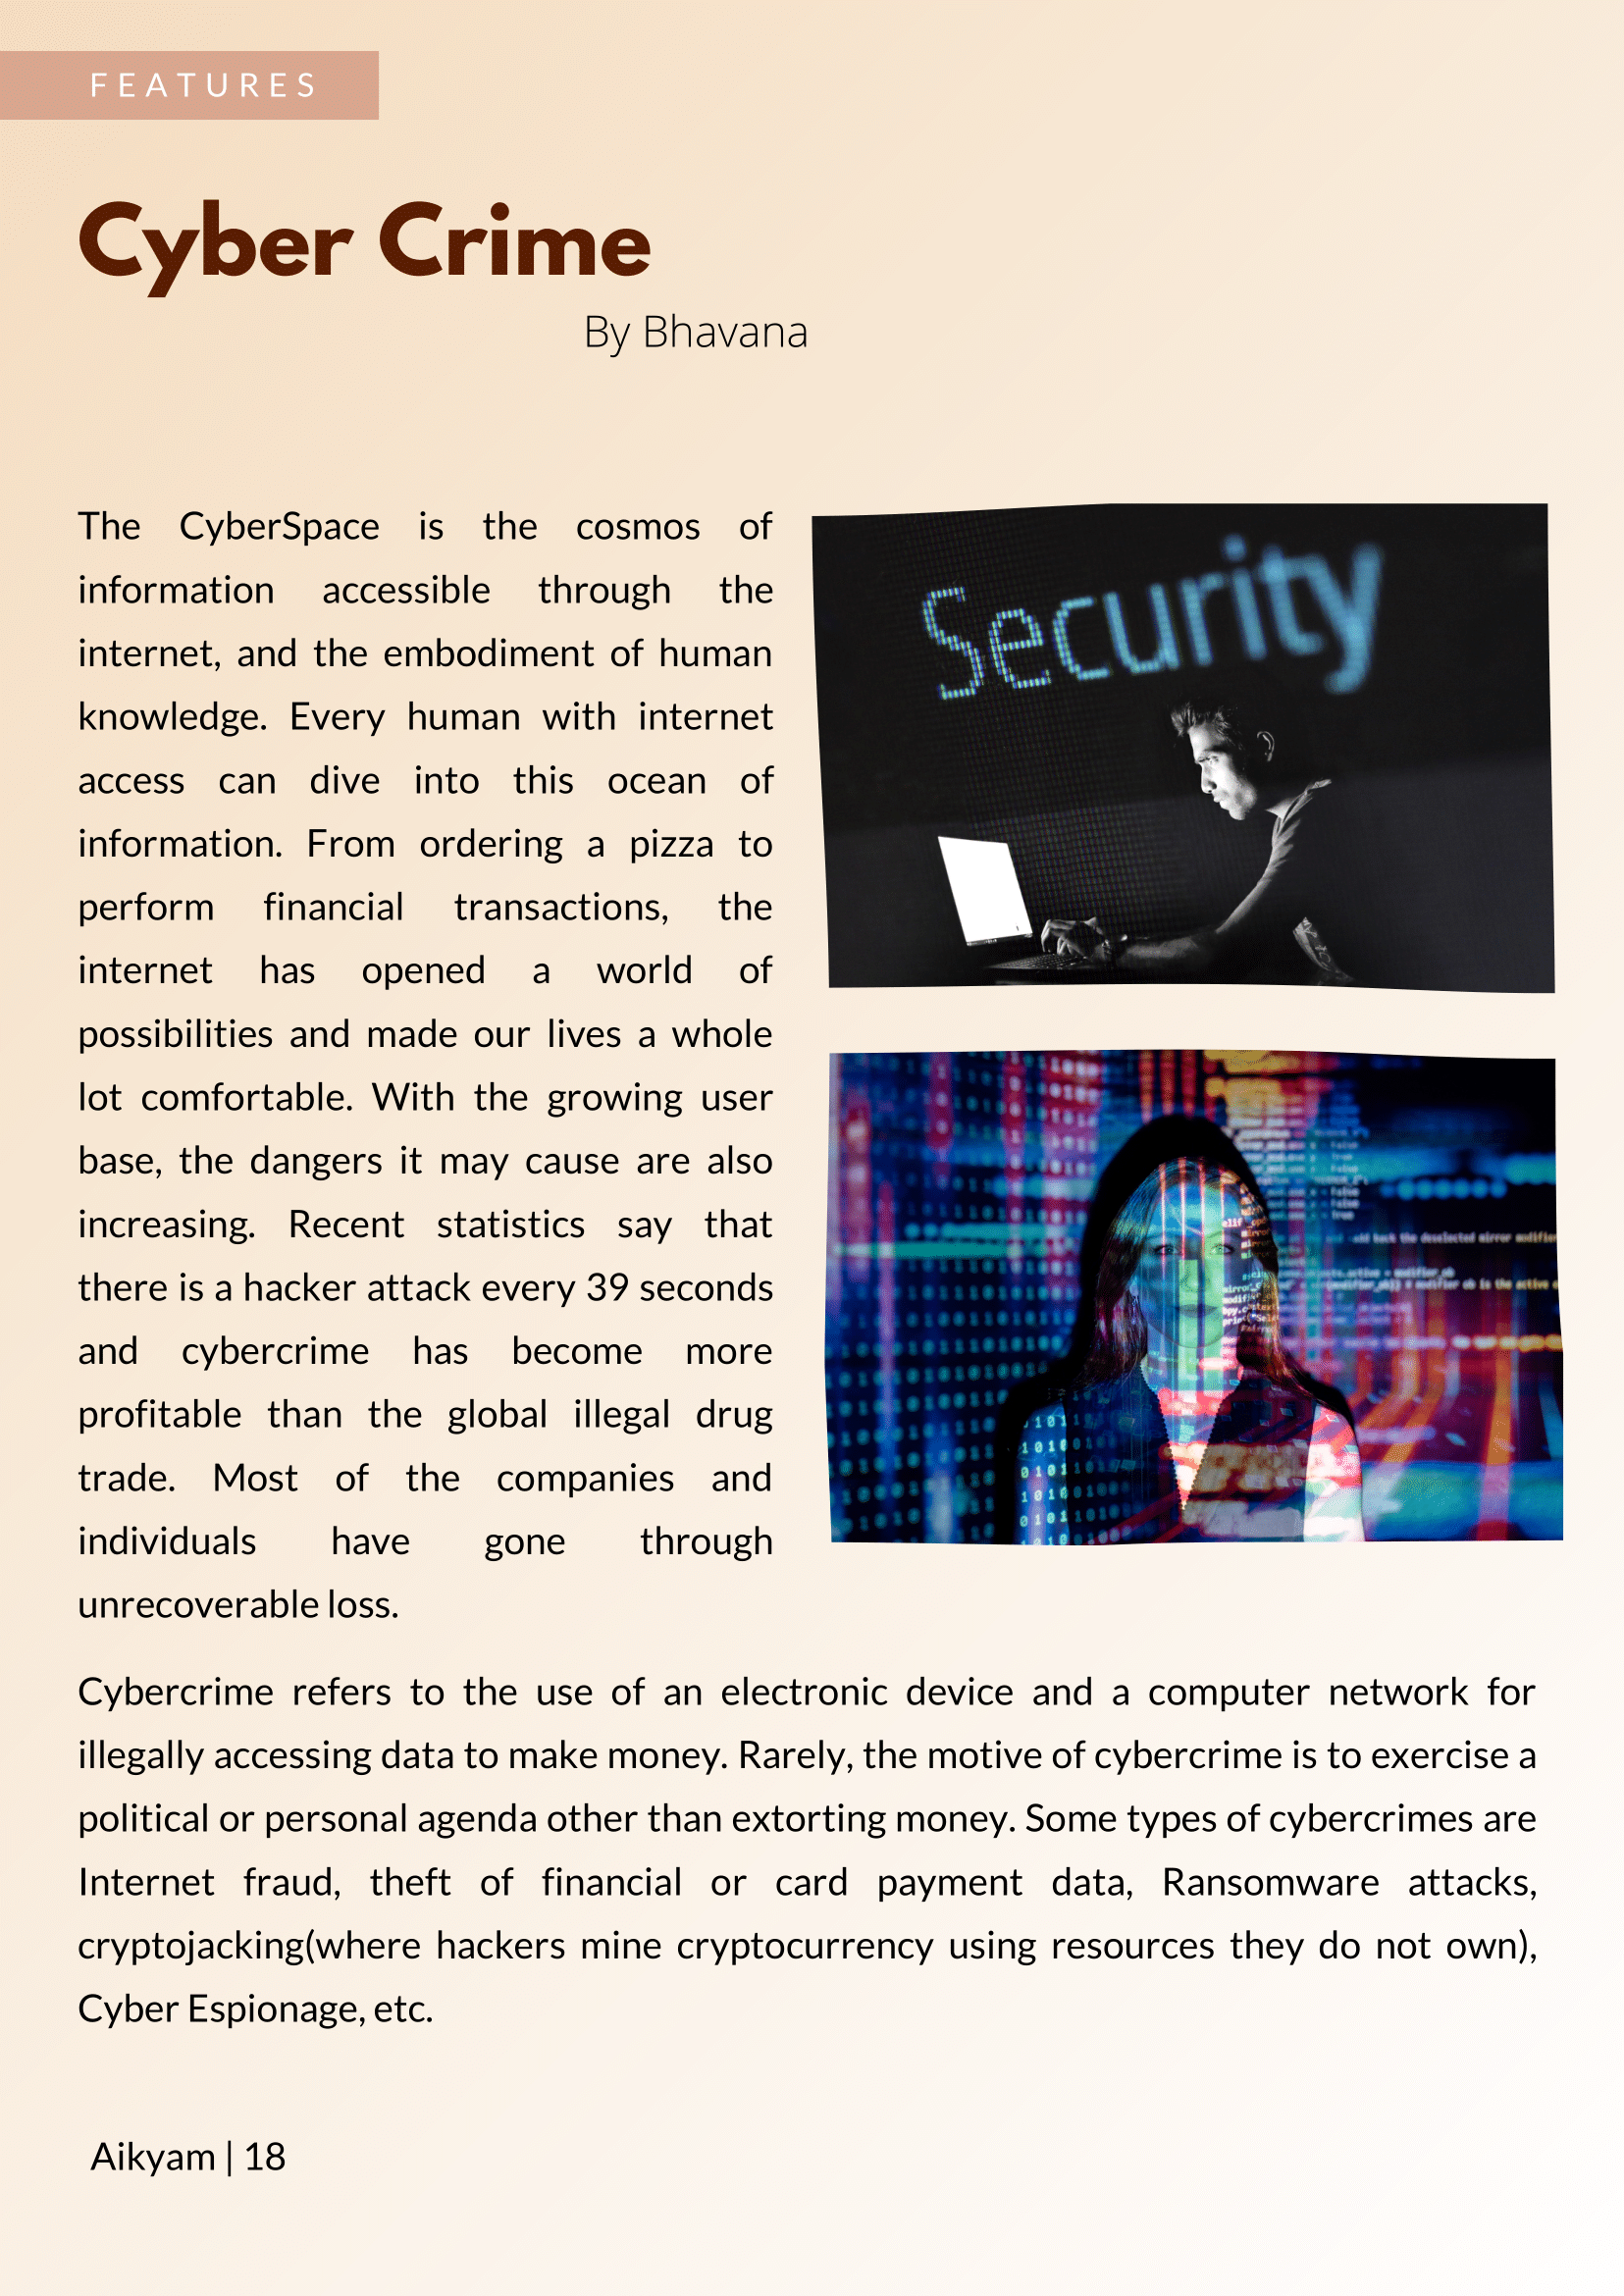 FEATURES
Cyber Crime
By Bhavana
The CyberSpace is the cosmos of
information accessible through the
internet, and the embodiment of human
knowledge. Every human with internet
access can dive into this ocean of
information. From ordering a pizza to
perform financial transactions, the
internet has opened a world of
possibilities and made our lives a whole
lot comfortable. With the growing user
base, the dangers it may cause are also
increasing. Recent statistics say that
there is a hacker attack every 39 seconds
and cybercrime has become more
profitable than the global illegal drug
trade. Most of the companies and
individuals have gone through
unrecoverable loss.
Security
Cybercrime refers to the use of an electronic device and a computer network for
illegally accessing data to make money. Rarely, the motive of cybercrime is to exercise a
political or personal agenda other than extorting money. Some types of cybercrimes are
Internet fraud, theft of financial or card payment data, Ransomware attacks,
cryptojacking(where hackers mine cryptocurrency using resources they do not own),
Cyber Espionage, etc.
Aikyam | 18